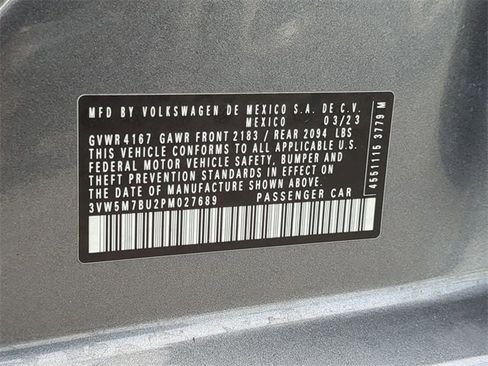 MFD BY VOLKSWAGEN DE MEXICO S.A. DE C.V.
MEXICO 03/23
GVWR 4167 GAWR FRONT 2183 / REAR 2094 LBS
THIS VEHICLE CONFORMS TO ALL APPLICABLE
FEDERAL MOTOR VEHICLE SAFETY, BUMPER AND
THEFT PREVENTION STANDARDS IN EFFECT ON
THE DATE OF MANUFACTURE SHOWN ABOVE.
3VW5M7BU2PM027689 PASSENGER CAR
4551115 3779 M